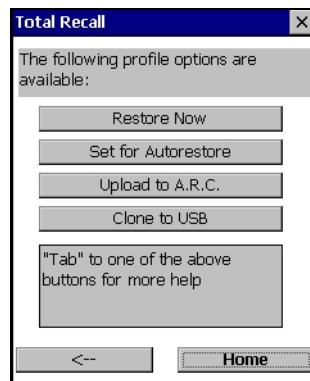 Total Recall
The following profile options are
available:
Restore Now
Set for Autorestore
Upload to A.R.C.
Clone to USB
"Tab" to one of the above
buttons for more help
<--
Home